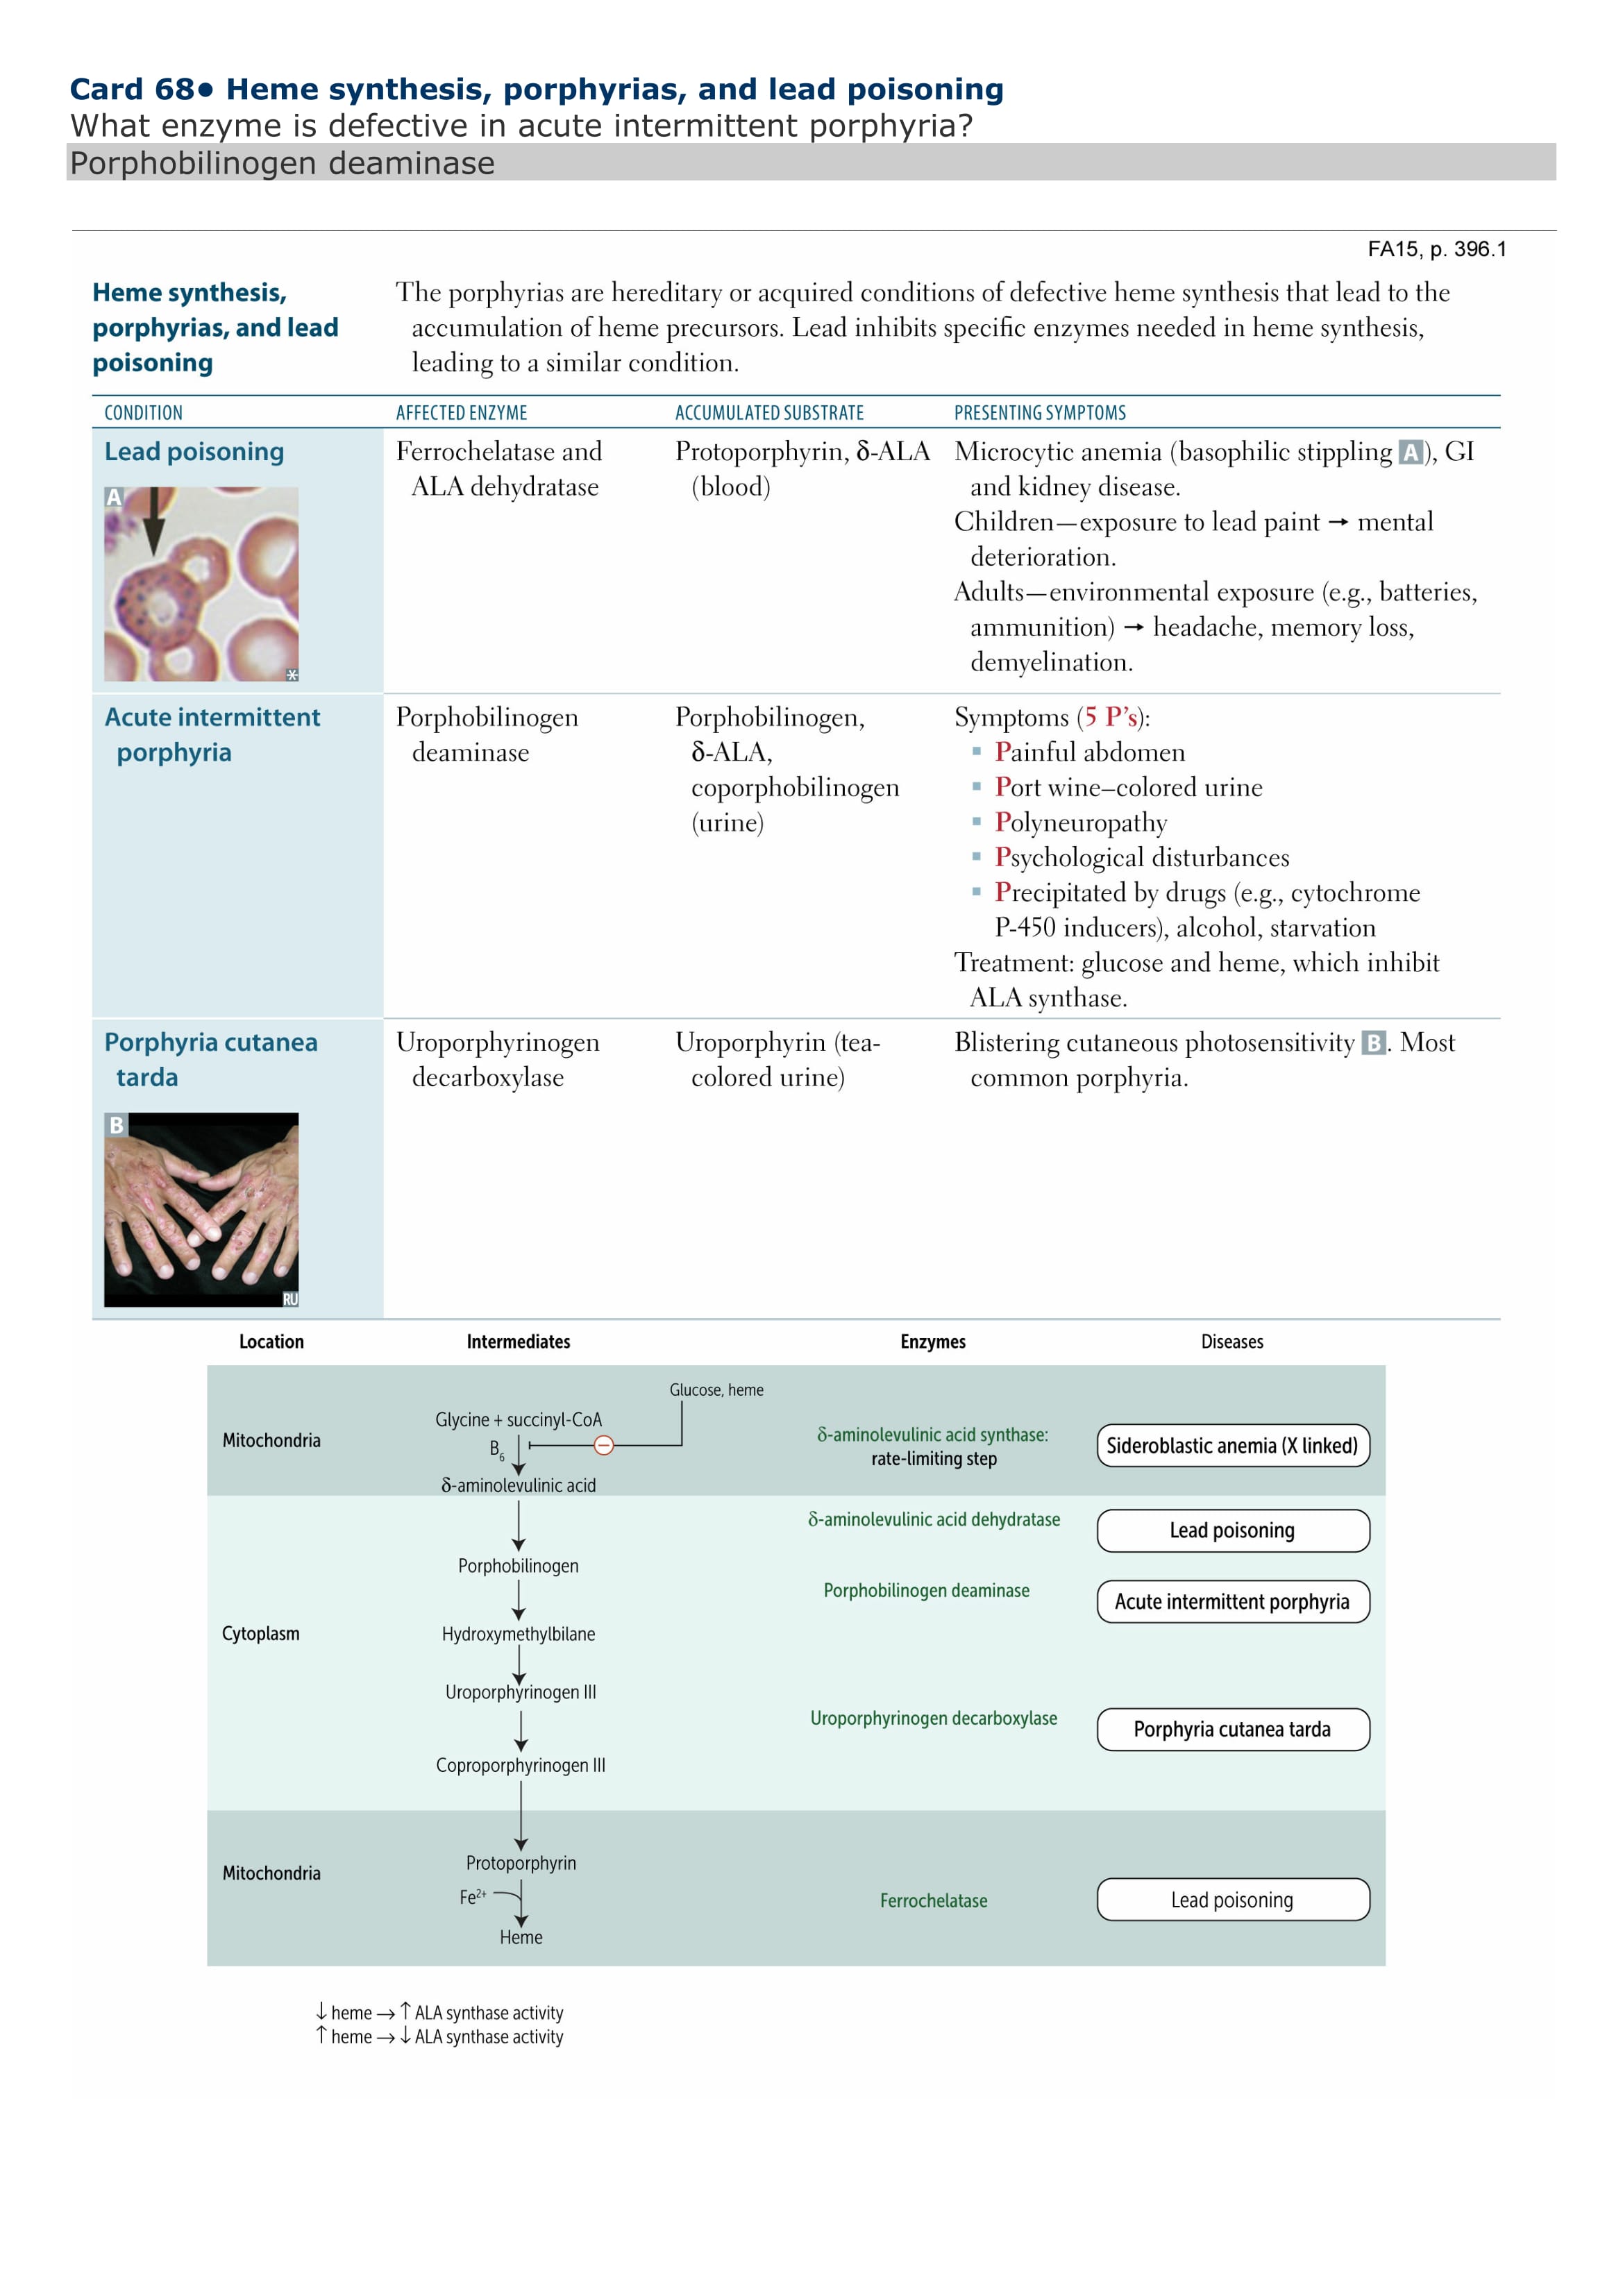 Card 68• Heme synthesis, porphyrias, and lead poisoning
What enzyme is defective in acute intermittent porphyria?
Porphobilinogen deaminase
FA15, p. 396.1
Heme synthesis,
porphyrias, and lead
poisoning
The porphyrias are hereditary or acquired conditions of defective heme synthesis that lead to the
accumulation of heme precursors. Lead inhibits specific enzymes needed in heme synthesis,
leading to a similar condition.
CONDITION AFFECTED ENZYME ACCUMULATED SUBSTRATE PRESENTING SYMPTOMS
Lead poisoning
A
*
Ferrochelatase and
ALA dehydratase
Protoporphyrin, δ-ALA
(blood)
Microcytic anemia (basophilic stippling A), GI
and kidney disease.
Children—exposure to lead paint → mental
deterioration.
Adults—environmental exposure (e.g., batteries,
ammunition) → headache, memory loss,
demyelination.
Acute intermittent
porphyria
Porphobilinogen
deaminase
Porphobilinogen,
δ-ALA,
coporphobilinogen
(urine)
Symptoms (5 P's):
▪ Painful abdomen
▪ Port wine–colored urine
▪ Polyneuropathy
▪ Psychological disturbances
▪ Precipitated by drugs (e.g., cytochrome
P-450 inducers), alcohol, starvation
Treatment: glucose and heme, which inhibit
ALA synthase.
Porphyria cutanea
tarda
B
RU
Uroporphyrinogen
decarboxylase
Uroporphyrin (tea-
colored urine)
Blistering cutaneous photosensitivity B. Most
common porphyria.
Location Intermediates Enzymes Diseases
Glucose, heme
Mitochondria
Glycine + succinyl-CoA
B6
−
δ-aminolevulinic acid
δ-aminolevulinic acid synthase:
rate-limiting step
Sideroblastic anemia (X linked)
δ-aminolevulinic acid dehydratase
Lead poisoning
Porphobilinogen
Porphobilinogen deaminase
Acute intermittent porphyria
Cytoplasm
Hydroxymethylbilane
Uroporphyrinogen III
Uroporphyrinogen decarboxylase
Porphyria cutanea tarda
Coproporphyrinogen III
Mitochondria
Protoporphyrin
Fe2+
Ferrochelatase
Lead poisoning
Heme
↓ heme → ↑ ALA synthase activity
↑ heme → ↓ ALA synthase activity